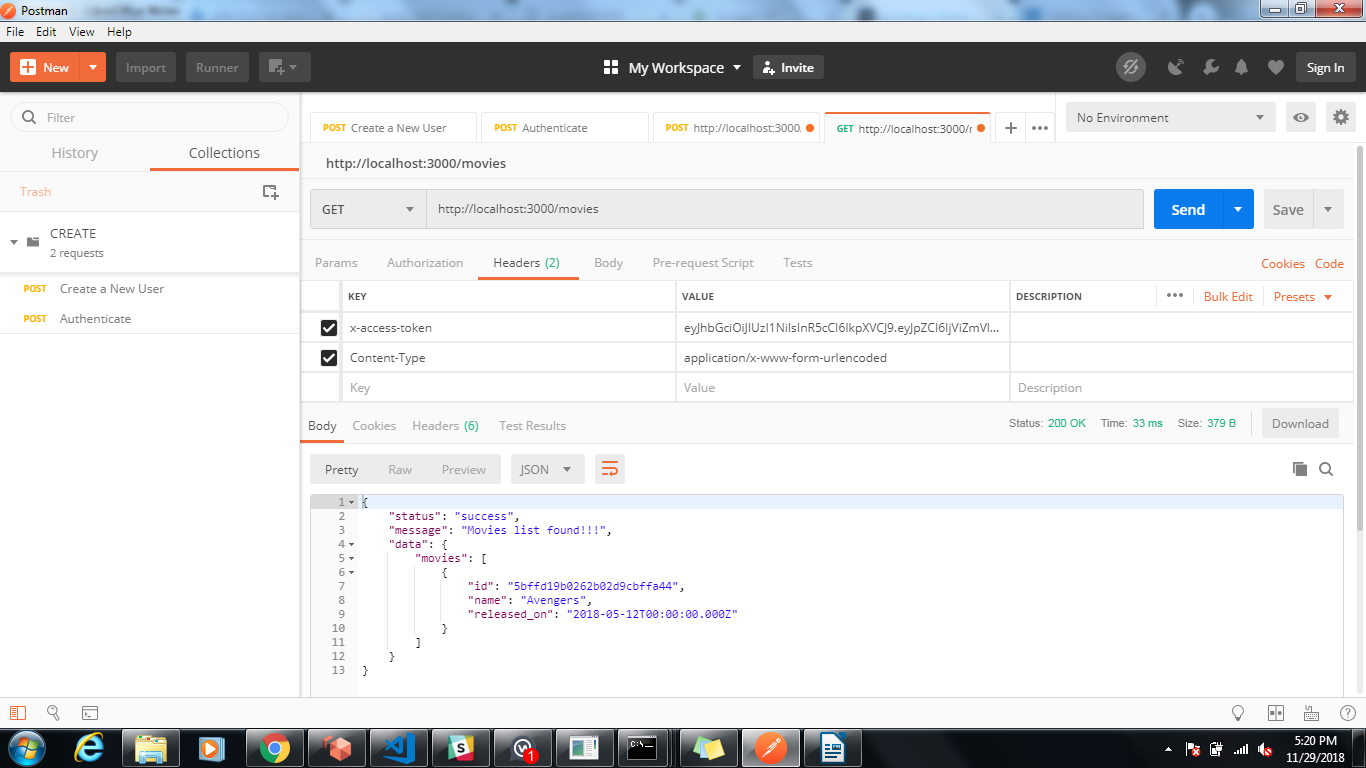 Postman
File Edit View Help
New Import Runner My Workspace Invite Sign In
Filter
History Collections
Trash
CREATE
2 requests
POST Create a New User
POST Authenticate
POST Create a New User POST Authenticate POST http://localhost:3000, GET http://localhost:3000/r No Environment
http://localhost:3000/movies
GET http://localhost:3000/movies Send Save
Params Authorization Headers (2) Body Pre-request Script Tests Cookies Code
KEY VALUE DESCRIPTION Bulk Edit Presets
x-access-token
Content-Type application/x-www-form-urlencoded
Key Value Description
Body Cookies Headers (6) Test Results Status: 200 OK Time: 33 ms Size: 379 B Download
Pretty Raw Preview JSON
1 {
2 "status": "success",
3 "message": "Movies list found!!!",
4 "data": {
5 "movies": [
6 {
7 "id": "5bffd19b0262b02d9cbffa44",
8 "name": "Avengers",
9 "released_on": "2018-05-12T00:00:00.000Z"
10 }
11 ]
12 }
13 }
1
C:\
5:20 PM
11/29/2018